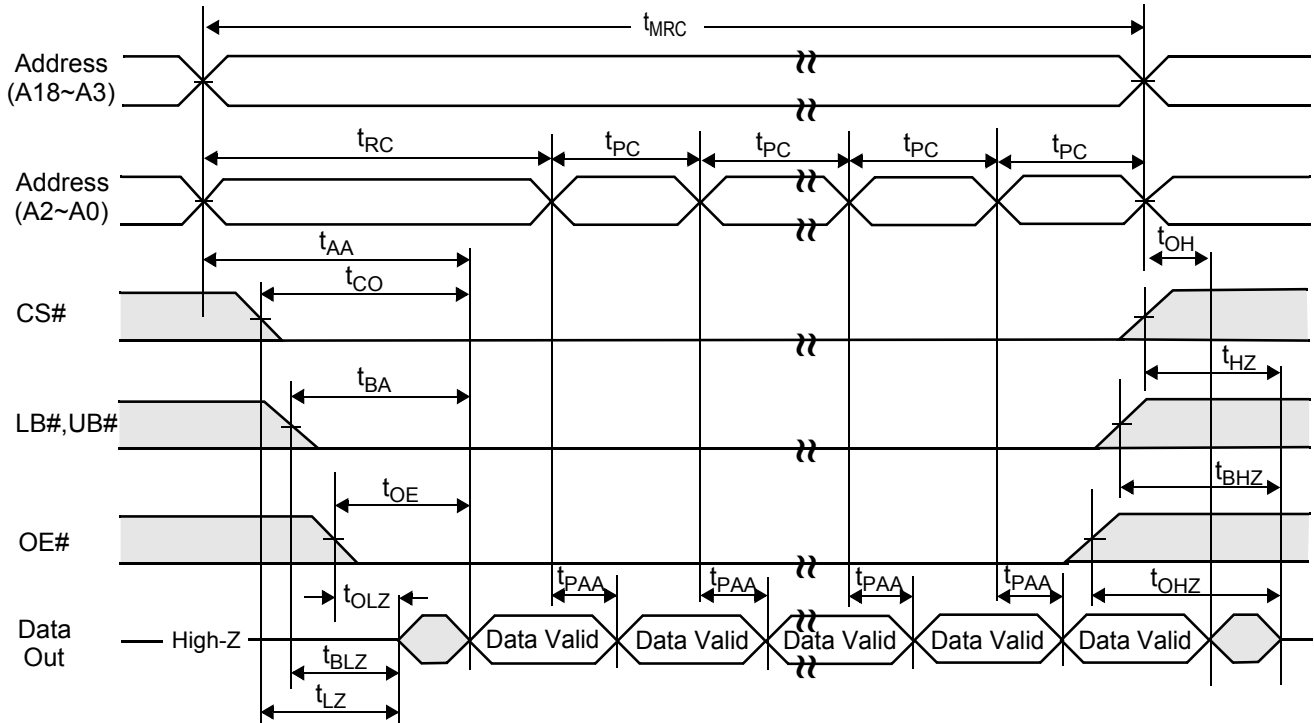 tMRC
Address
(A18~A3)
tRC
tPC
tPC
tPC
tPC
Address
(A2~A0)
tAA
tOH
tCO
CS#
tHZ
tBA
LB#,UB#
tBHZ
tOE
OE#
tPAA
tPAA
tPAA
tPAA
tOHZ
tOLZ
Data
Out
High-Z
Data Valid
Data Valid
Data Valid
Data Valid
Data Valid
tBLZ
tLZ